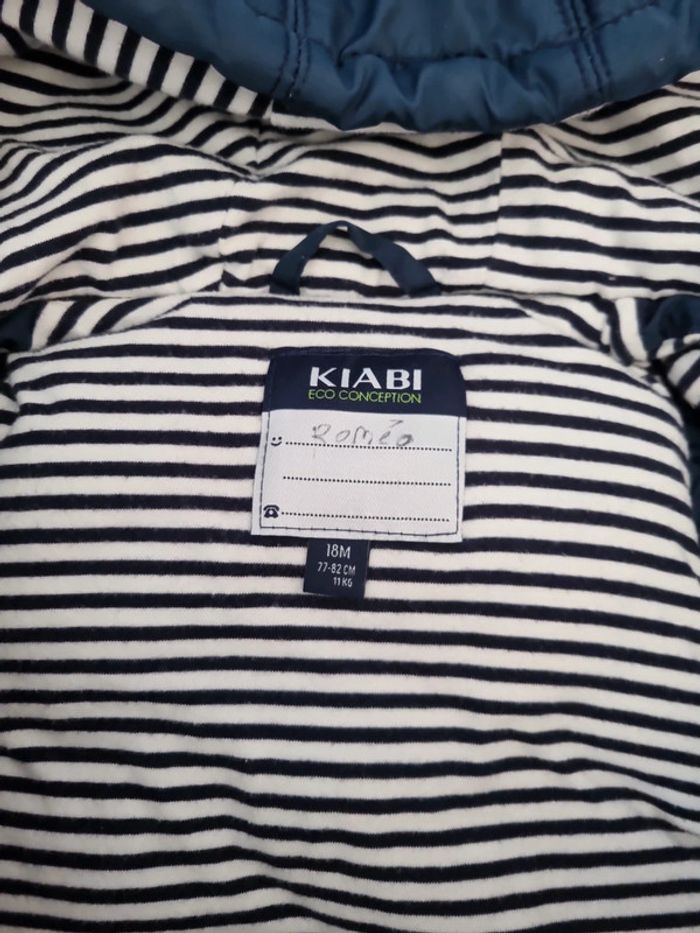 KIABI
ECO CONCEPTION
Roméo
18M
77-82 CM
11 KG